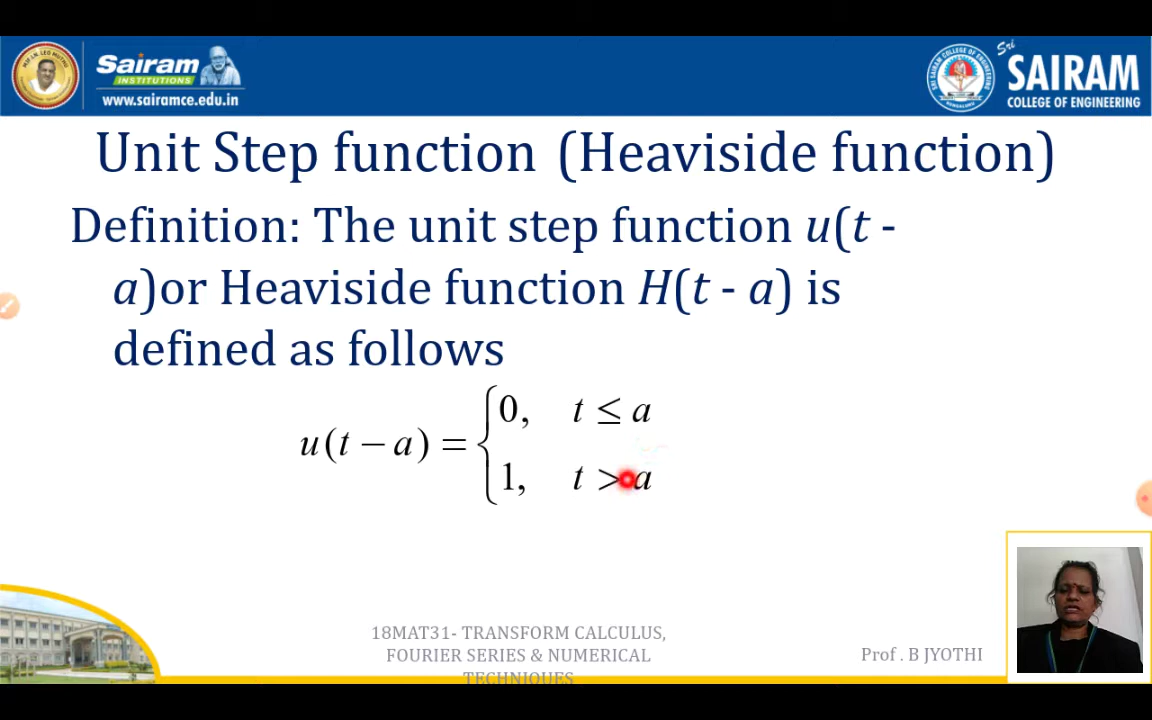 Sairam
INSTITUTIONS
www.sairamce.edu.in
Sri
SAIRAM
COLLEGE OF ENGINEERING
Unit Step function (Heaviside function)
Definition: The unit step function u(t -
a)or Heaviside function H(t - a) is
defined as follows
u(t − a) = { 0, t ≤ a
1, t > a
18MAT31- TRANSFORM CALCULUS,
FOURIER SERIES & NUMERICAL
TECHNIQUES
Prof . B JYOTHI